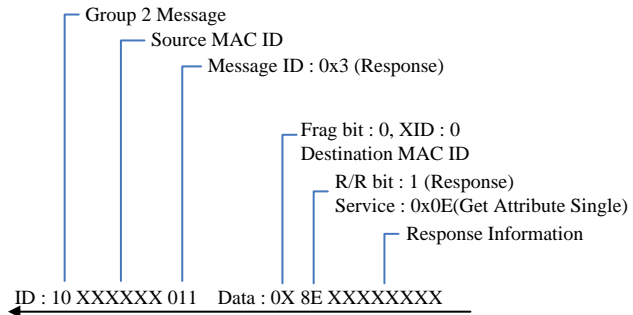 Group 2 Message
Source MAC ID
Message ID : 0x3 (Response)
Frag bit : 0, XID : 0
Destination MAC ID
R/R bit : 1 (Response)
Service : 0x0E(Get Attribute Single)
Response Information
ID : 10 XXXXXX 011 Data : 0X 8E XXXXXXXX